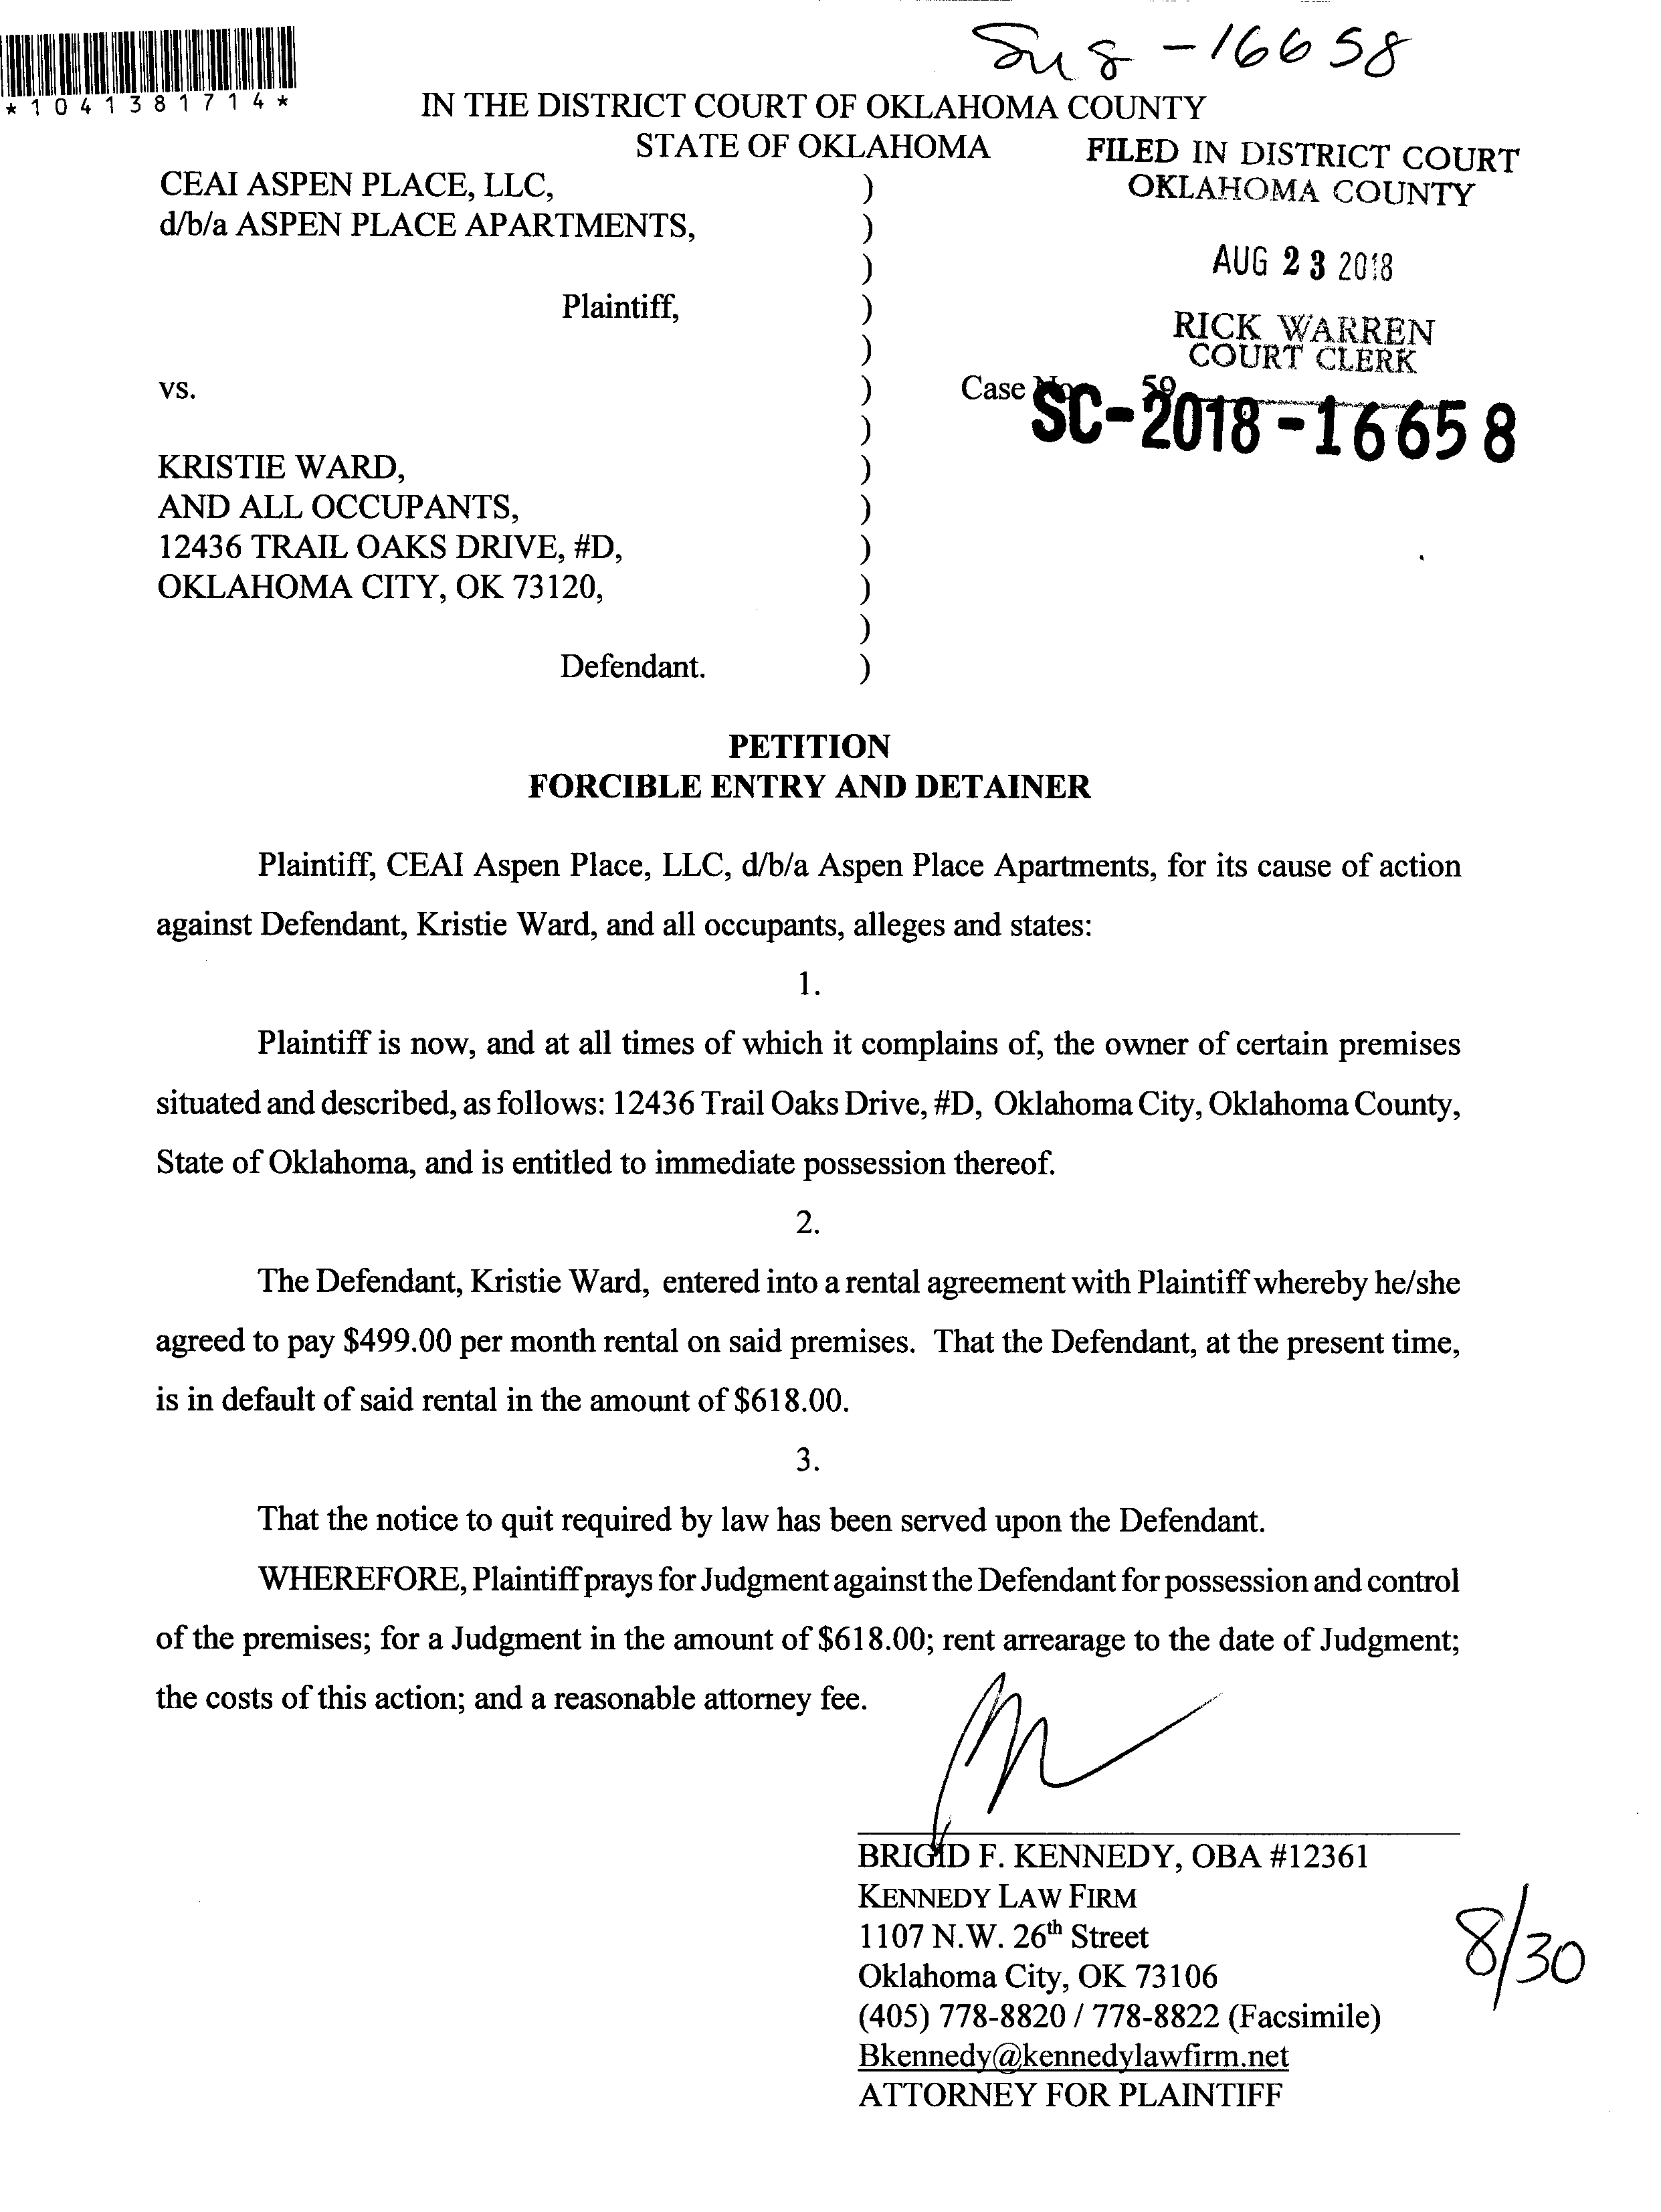 *1041381714*
-16658
IN THE DISTRICT COURT OF OKLAHOMA COUNTY
STATE OF OKLAHOMA
FILED IN DISTRICT COURT
OKLAHOMA COUNTY
AUG 23 2018
RICK WARREN
COURT CLERK
59
CEAI ASPEN PLACE, LLC, )
d/b/a ASPEN PLACE APARTMENTS, )
)
Plaintiff, )
)
vs. ) Case No.
SC-2018-16658
)
KRISTIE WARD, )
AND ALL OCCUPANTS, )
12436 TRAIL OAKS DRIVE, #D, )
OKLAHOMA CITY, OK 73120, )
)
Defendant. )
PETITION
FORCIBLE ENTRY AND DETAINER
Plaintiff, CEAI Aspen Place, LLC, d/b/a Aspen Place Apartments, for its cause of action
against Defendant, Kristie Ward, and all occupants, alleges and states:
1.
Plaintiff is now, and at all times of which it complains of, the owner of certain premises
situated and described, as follows: 12436 Trail Oaks Drive, #D, Oklahoma City, Oklahoma County,
State of Oklahoma, and is entitled to immediate possession thereof.
2.
The Defendant, Kristie Ward, entered into a rental agreement with Plaintiff whereby he/she
agreed to pay $499.00 per month rental on said premises. That the Defendant, at the present time,
is in default of said rental in the amount of $618.00.
3.
That the notice to quit required by law has been served upon the Defendant.
WHEREFORE, Plaintiff prays for Judgment against the Defendant for possession and control
of the premises; for a Judgment in the amount of $618.00; rent arrearage to the date of Judgment;
the costs of this action; and a reasonable attorney fee.
BRIGID F. KENNEDY, OBA #12361
KENNEDY LAW FIRM
1107 N.W. 26th Street
Oklahoma City, OK 73106
(405) 778-8820 / 778-8822 (Facsimile)
Bkennedy@kennedylawfirm.net
ATTORNEY FOR PLAINTIFF
8/30